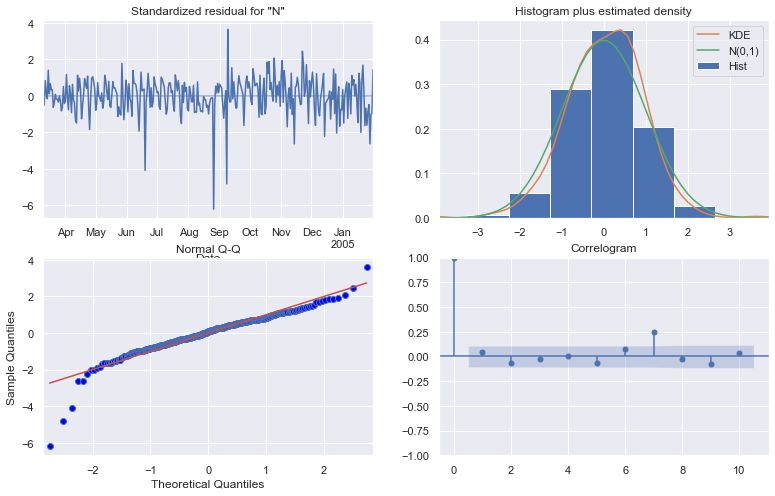 Standardized residual for "N"
4
2
0
−2
−4
−6
Apr May Jun Jul Aug Sep Oct Nov Dec Jan
2005
Date
Histogram plus estimated density
0.4
0.3
0.2
0.1
0.0
KDE
N(0,1)
Hist
−3 −2 −1 0 1 2 3
Normal Q-Q
Sample Quantiles
4
2
0
−2
−4
−6
−2 −1 0 1 2
Theoretical Quantiles
Correlogram
1.00
0.75
0.50
0.25
0.00
−0.25
−0.50
−0.75
−1.00
0 2 4 6 8 10